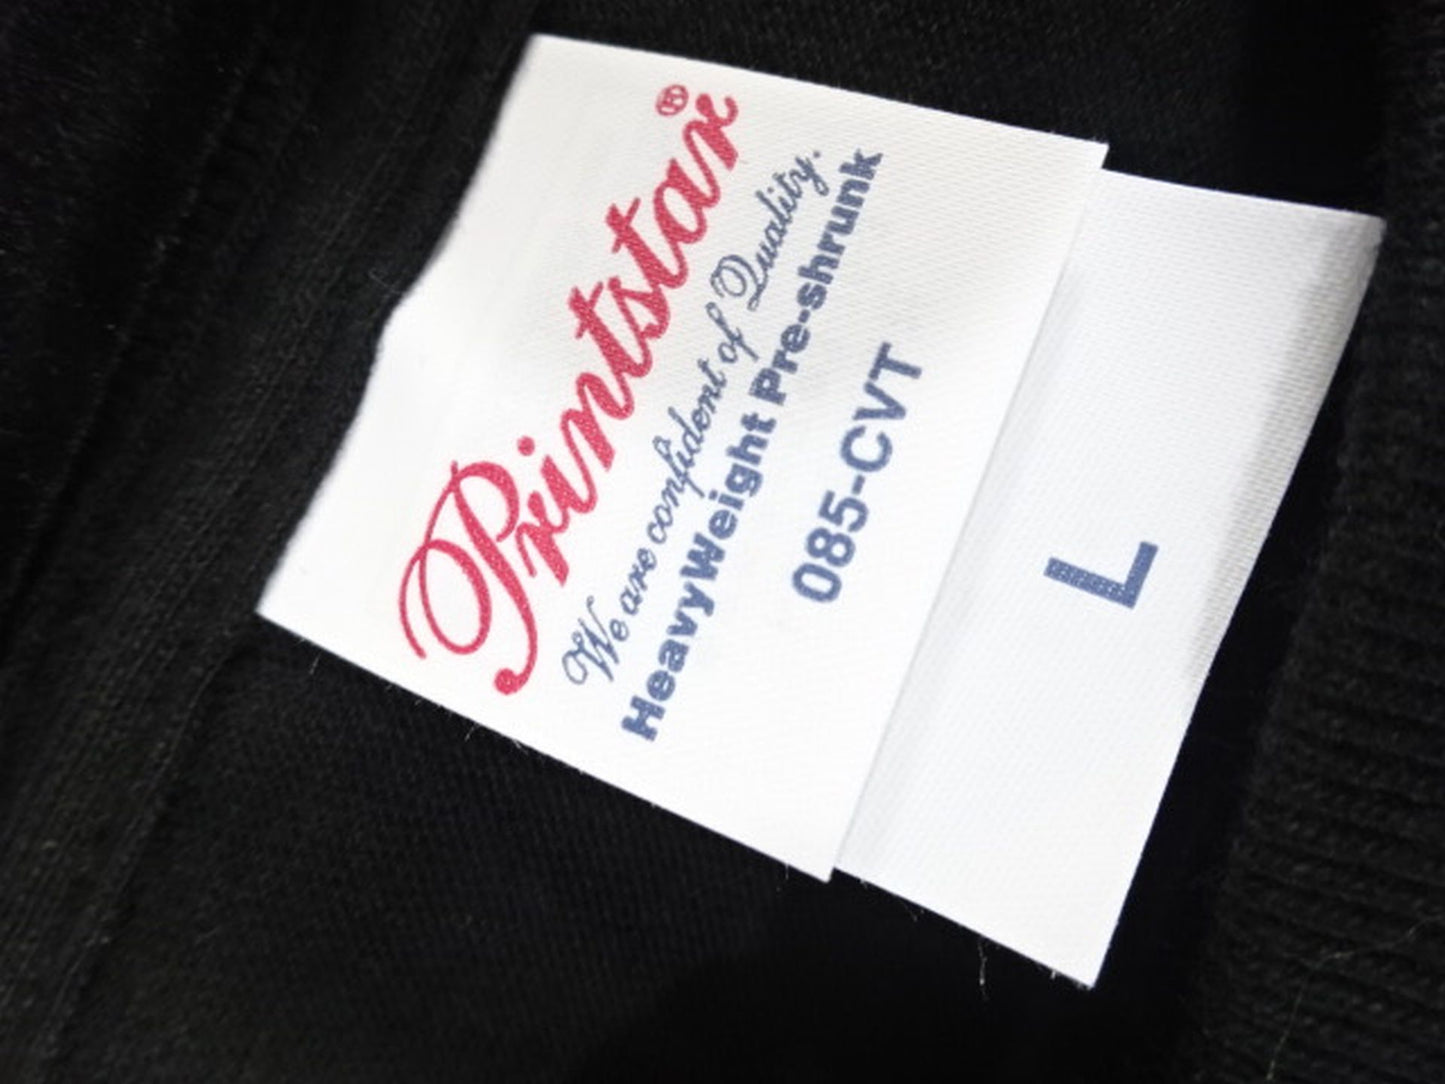 Printstar®
We are confident of Quality.
HeavyWeight Pre-shrunk
085-CVT
L